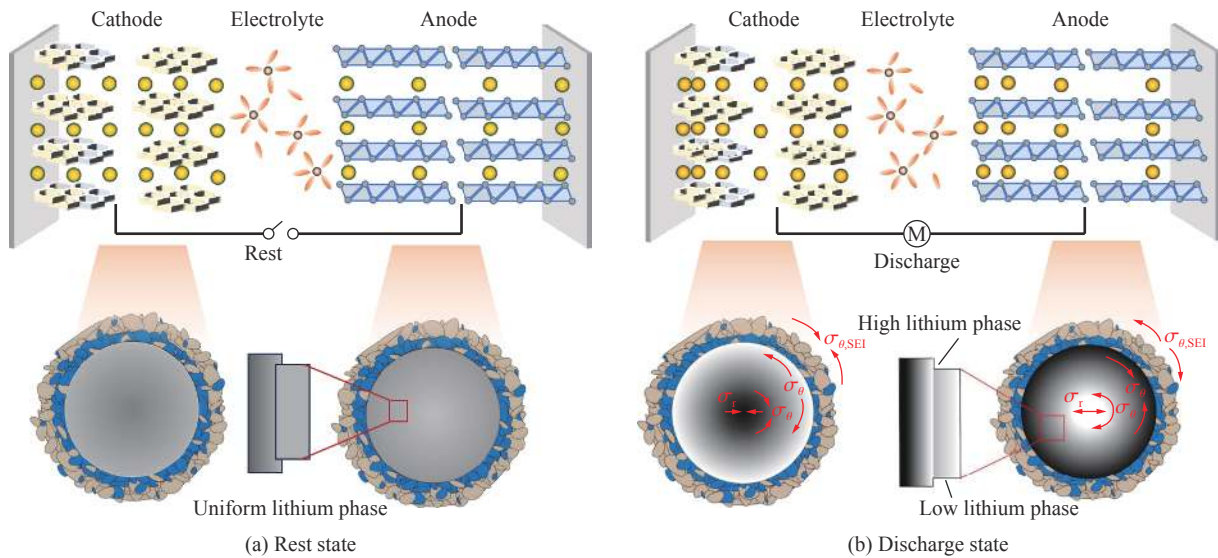 Cathode
Electrolyte
Anode
Rest
Uniform lithium phase
(a) Rest state
Cathode
Electrolyte
Anode
M
Discharge
σθ,SEI
σθ
σr
σθ
High lithium phase
σθ,SEI
σθ
σr
σθ
Low lithium phase
(b) Discharge state